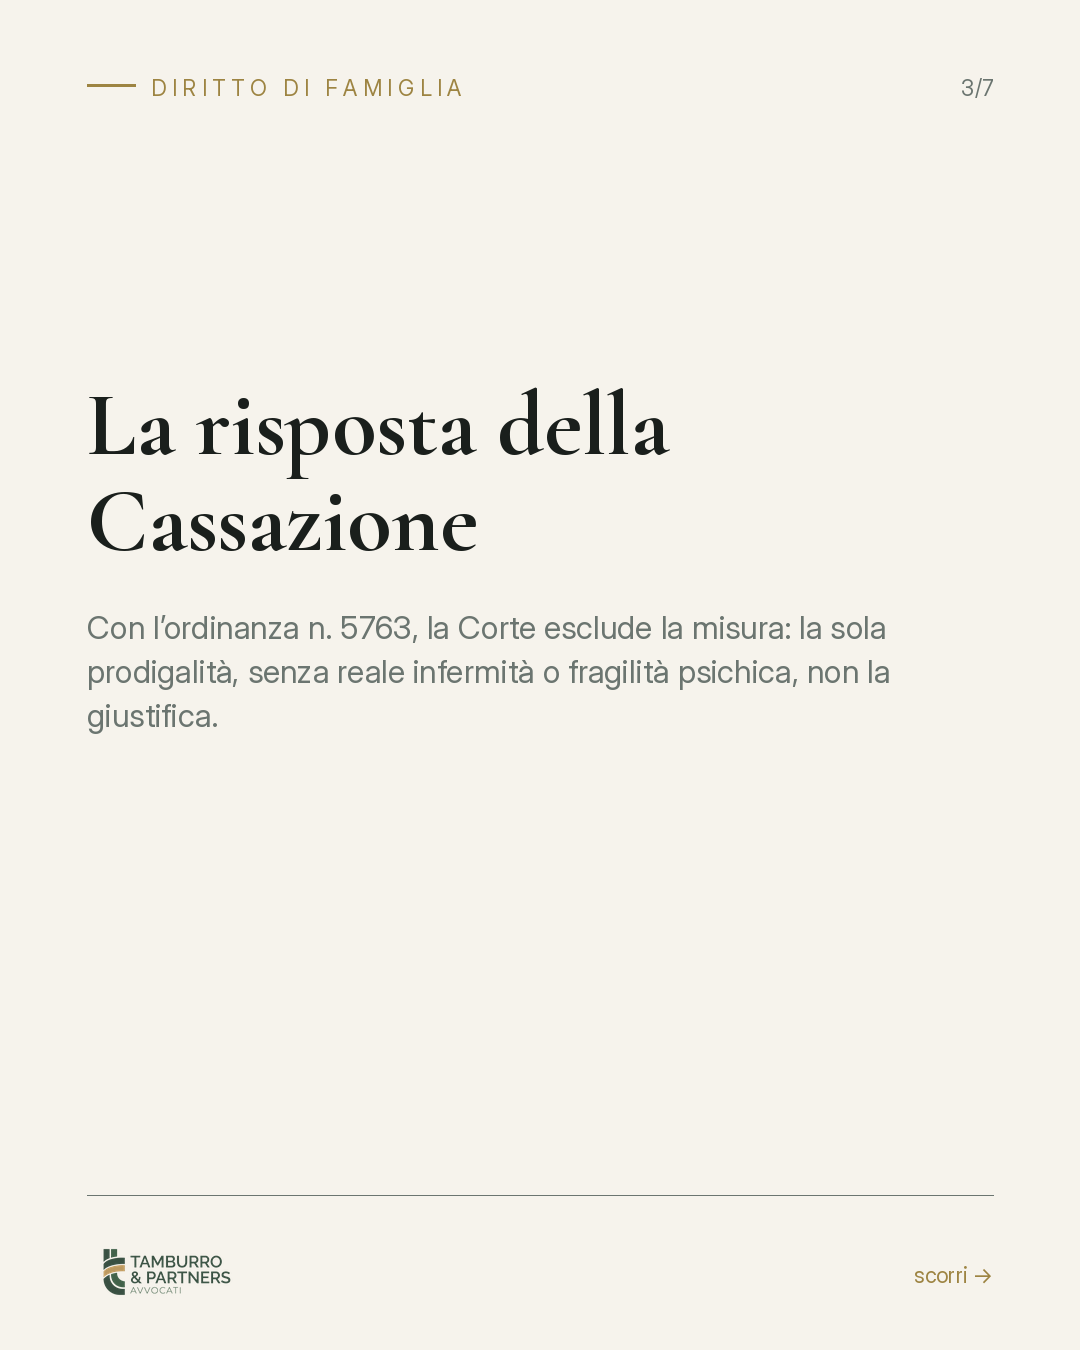 DIRITTO DI FAMIGLIA
3/7
La risposta della
Cassazione
Con l’ordinanza n. 5763, la Corte esclude la misura: la sola
prodigalità, senza reale infermità o fragilità psichica, non la
giustifica.
TAMBURRO
& PARTNERS
AVVOCATI
scorri →